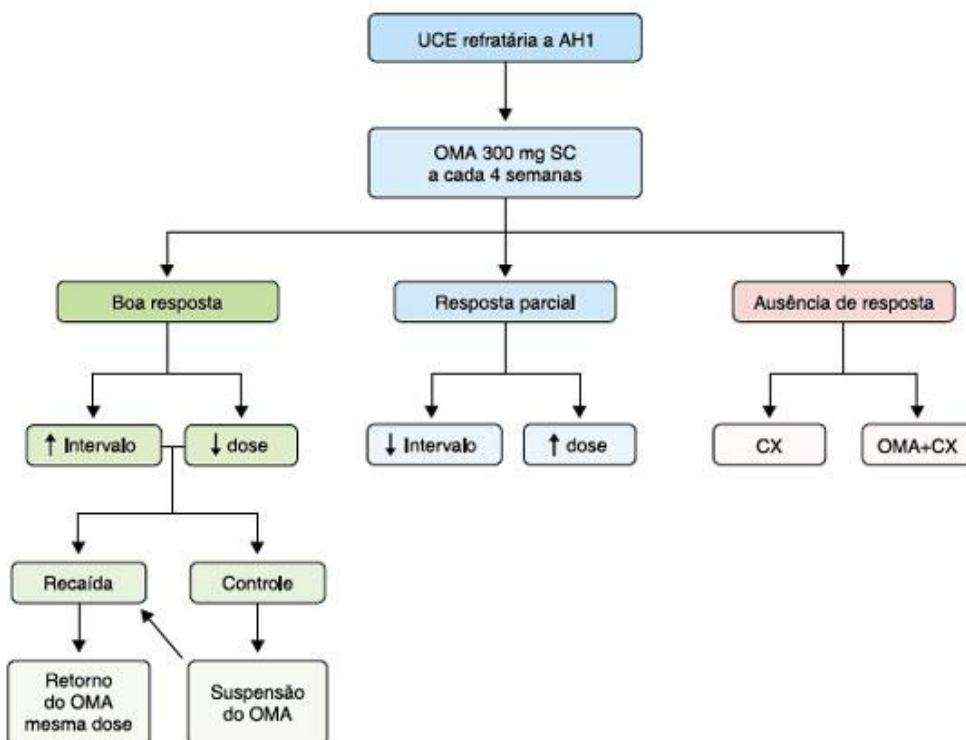 UCE refratária a AH1
OMA 300 mg SC
a cada 4 semanas
Boa resposta
Resposta parcial
Ausência de resposta
↑ Intervalo
↓ dose
↓ Intervalo
↑ dose
CX
OMA+CX
Recaída
Controle
Retorno
do OMA
mesma dose
Suspensão
do OMA